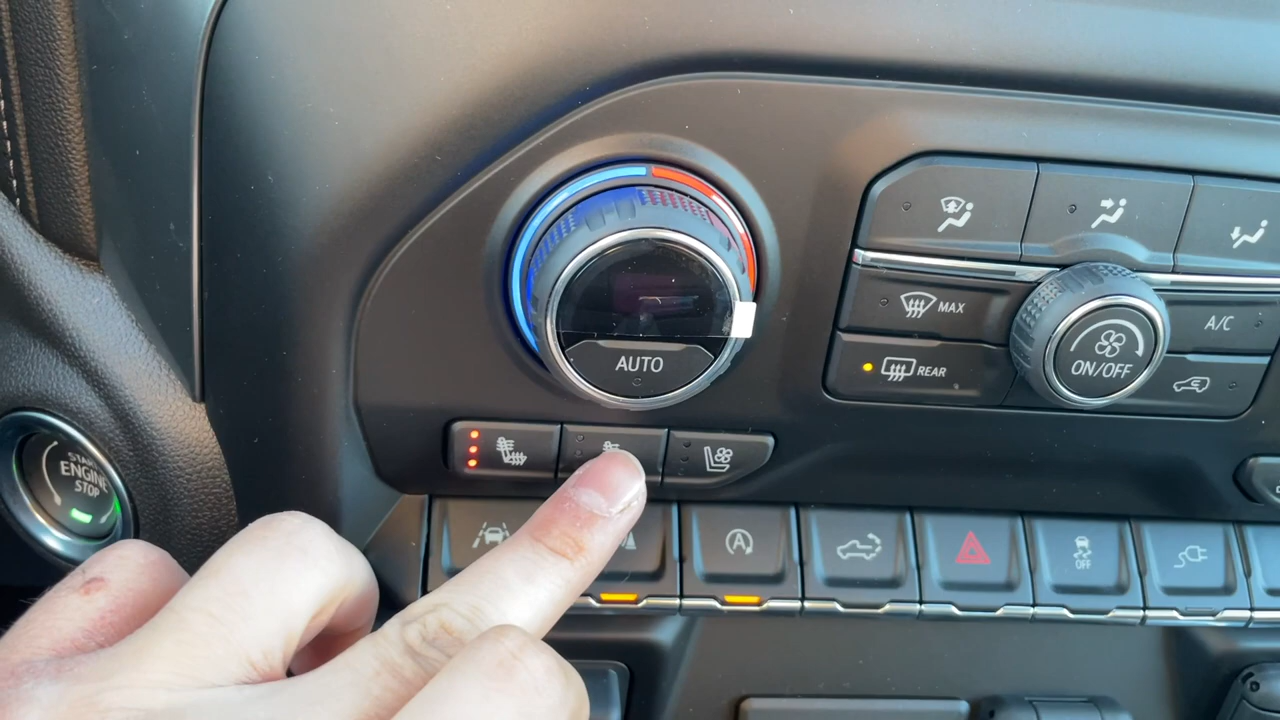 START
ENGINE
STOP
AUTO
MAX
REAR
A/C
ON/OFF
OFF